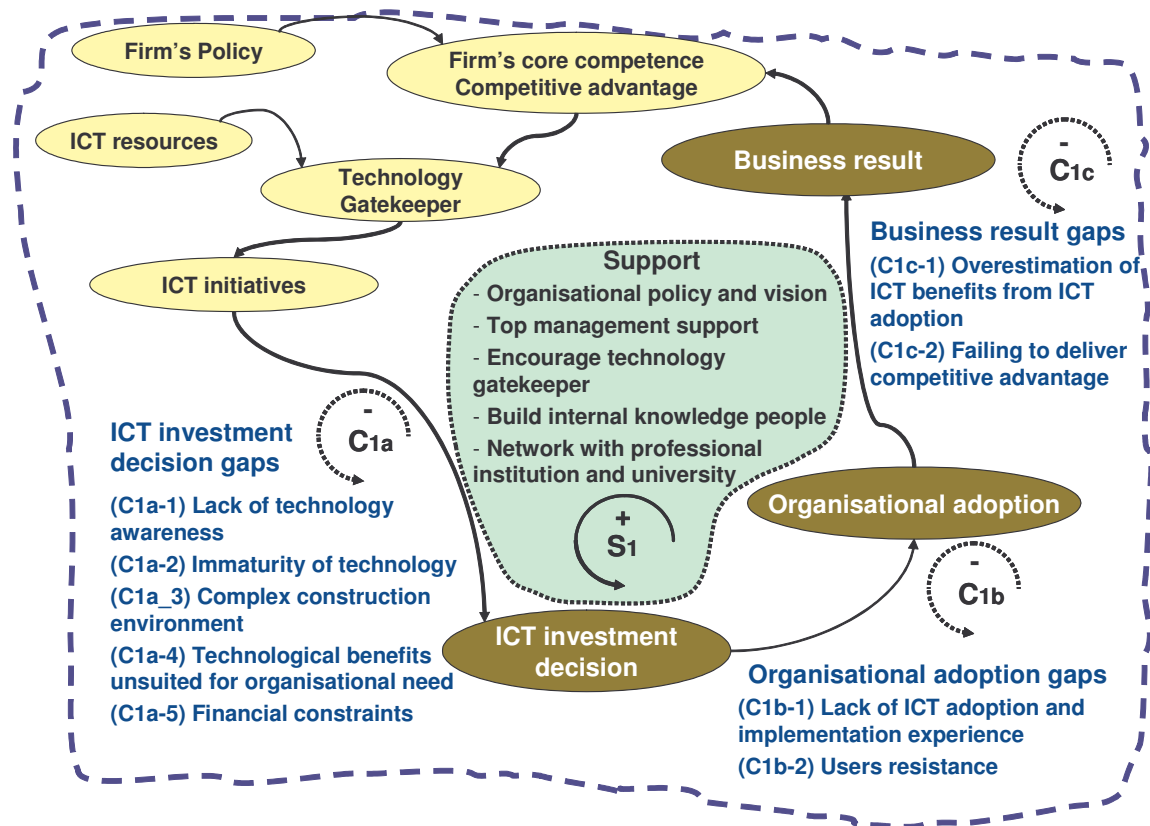 Firm's Policy
Firm's core competence
Competitive advantage
ICT resources
Technology
Gatekeeper
Business result
-
C1c
ICT initiatives
Support
- Organisational policy and vision
- Top management support
- Encourage technology
gatekeeper
- Build internal knowledge people
- Network with professional
institution and university
+
S1
Business result gaps
(C1c-1) Overestimation of
ICT benefits from ICT
adoption
(C1c-2) Failing to deliver
competitive advantage
-
C1a
ICT investment
decision gaps
(C1a-1) Lack of technology
awareness
(C1a-2) Immaturity of technology
(C1a_3) Complex construction
environment
(C1a-4) Technological benefits
unsuited for organisational need
(C1a-5) Financial constraints
Organisational adoption
-
C1b
ICT investment
decision
Organisational adoption gaps
(C1b-1) Lack of ICT adoption and
implementation experience
(C1b-2) Users resistance